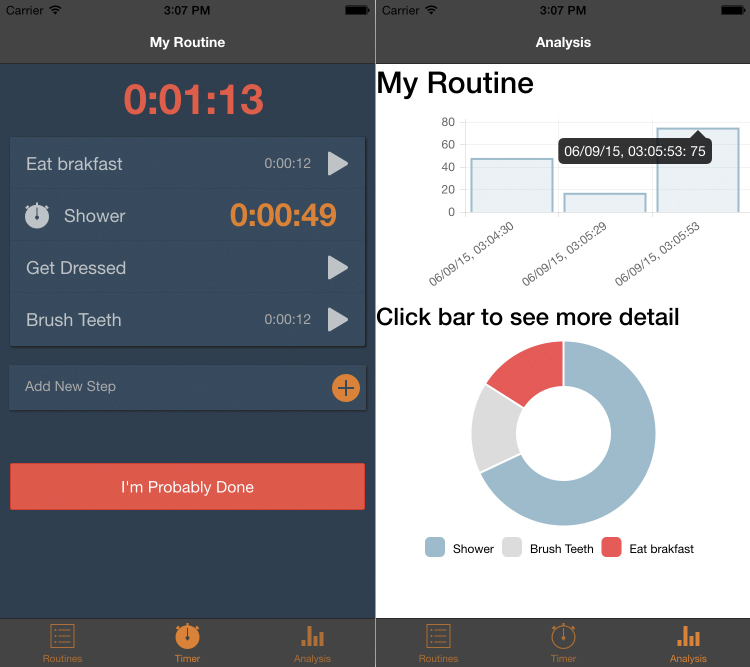 Carrier 3:07 PM
My Routine
0:01:13
Eat brakfast 0:00:12
Shower 0:00:49
Get Dressed
Brush Teeth 0:00:12
Add New Step
I'm Probably Done
Routines Timer Analysis
Carrier 3:07 PM
Analysis
My Routine
80
60
40
20
0
06/09/15, 03:05:53: 75
06/09/15, 03:04:30
06/09/15, 03:05:29
06/09/15, 03:05:53
Click bar to see more detail
Shower Brush Teeth Eat brakfast
Routines Timer Analysis